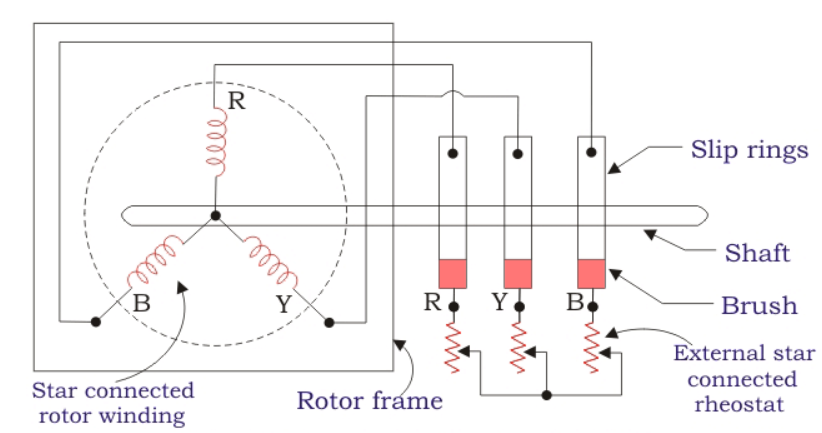 R
Slip rings
Shaft
B
Y
R
Y
B
Brush
Star connected
rotor winding
Rotor frame
External star
connected
rheostat